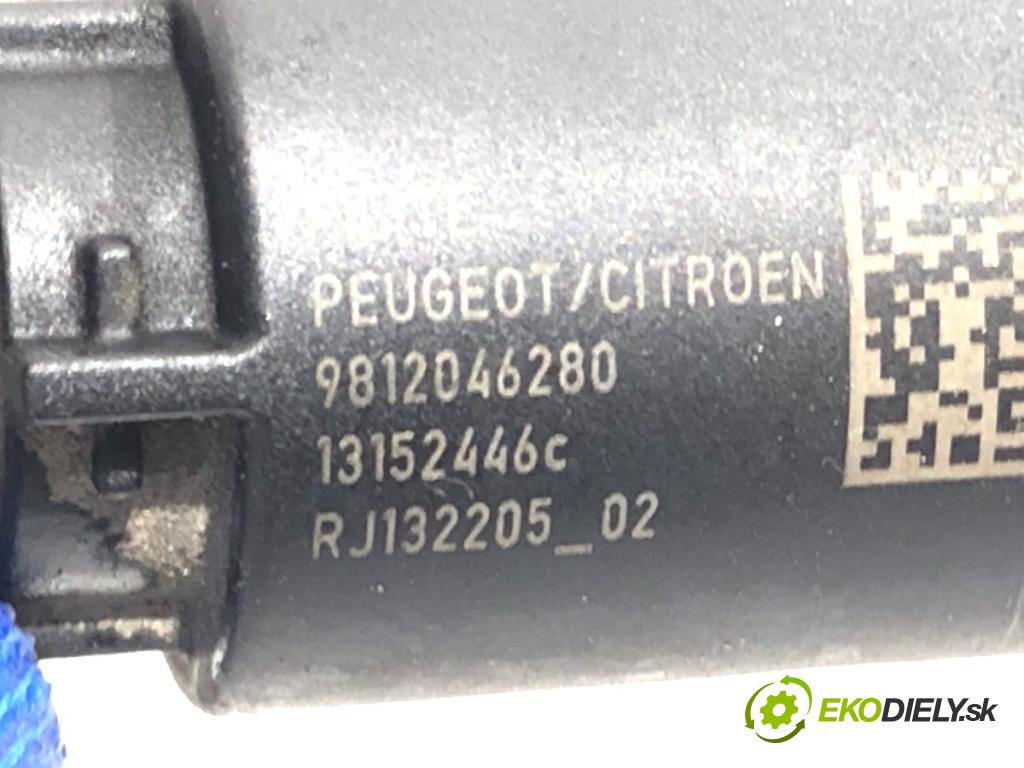 PEUGEOT/CITROEN
9812046280
13152446c
RJ132205_02
EKODIELY.sk